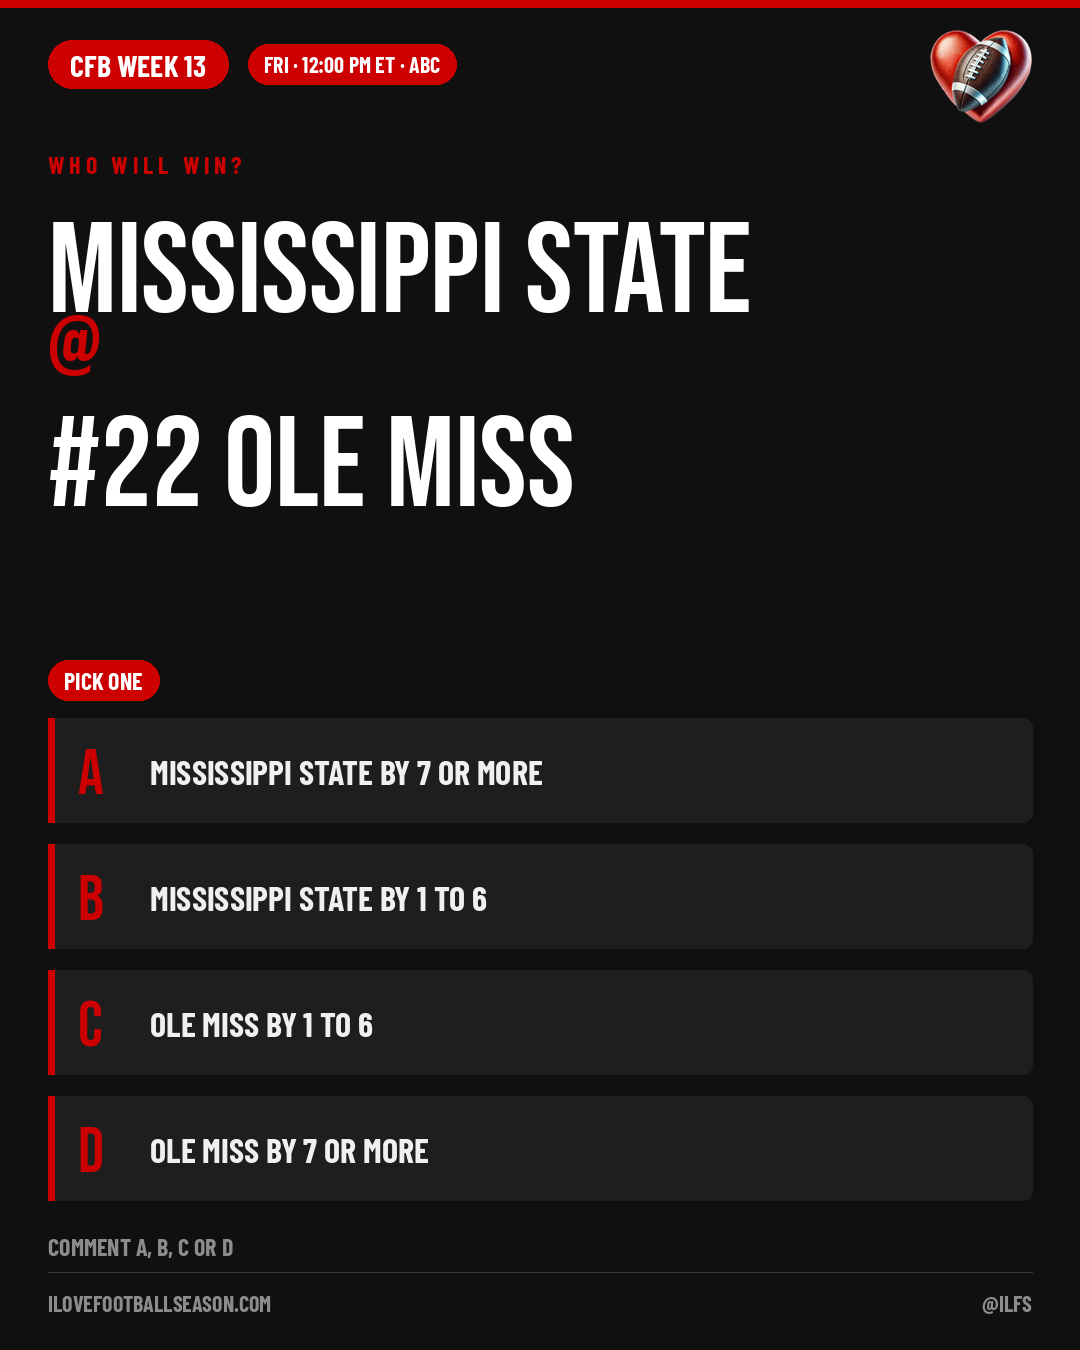 CFB WEEK 13
FRI · 12:00 PM ET · ABC
WHO WILL WIN?
MISSISSIPPI STATE
@
#22 OLE MISS
PICK ONE
A MISSISSIPPI STATE BY 7 OR MORE
B MISSISSIPPI STATE BY 1 TO 6
C OLE MISS BY 1 TO 6
D OLE MISS BY 7 OR MORE
COMMENT A, B, C OR D
ILOVEFOOTBALLSEASON.COM
@ILFS